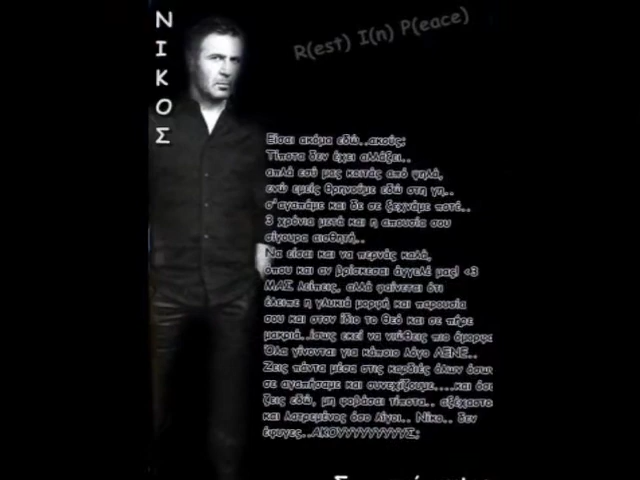 ΝΙΚΟΣ
R(est) I(n) P(eace)
Είσαι ακόμα εδώ..ακούς;
Τίποτα δεν έχει αλλάξει..
απλά εσύ μας κοιτάς από ψηλά,
ενώ εμείς θρηνούμε εδώ στη γη..
σ'αγαπάμε και δε σε ξεχνάμε ποτέ..
3 χρόνια μετά και η απουσία σου
σίγουρα αισθητή..
Να είσαι και να περνάς καλά,
όπου και αν βρίσκεσαι άγγελέ μας! <3
ΜΑΣ λείπεις, αλλά φαίνεται ότι
έλειπε η γλυκιά μορφή και παρουσία
σου και στον ίδιο το Θεό και σε πήρε
μακριά..ίσως εκεί να νιώθεις πιο όμορφα
Όλα γίνονται για κάποιο λόγο ΛΕΝΕ..
Ζεις πάντα μέσα στις καρδιές όλων όσων
σε αγαπήσαμε και συνεχίζουμε....και όσο
ζεις εδώ, μη φοβάσαι τίποτα.. αξέχαστο
και λατρεμένος όσο λίγοι.. Νίκο.. δεν
έφυγες..ΑΚΟΥΥΥΥΥΥΥΥΣ;